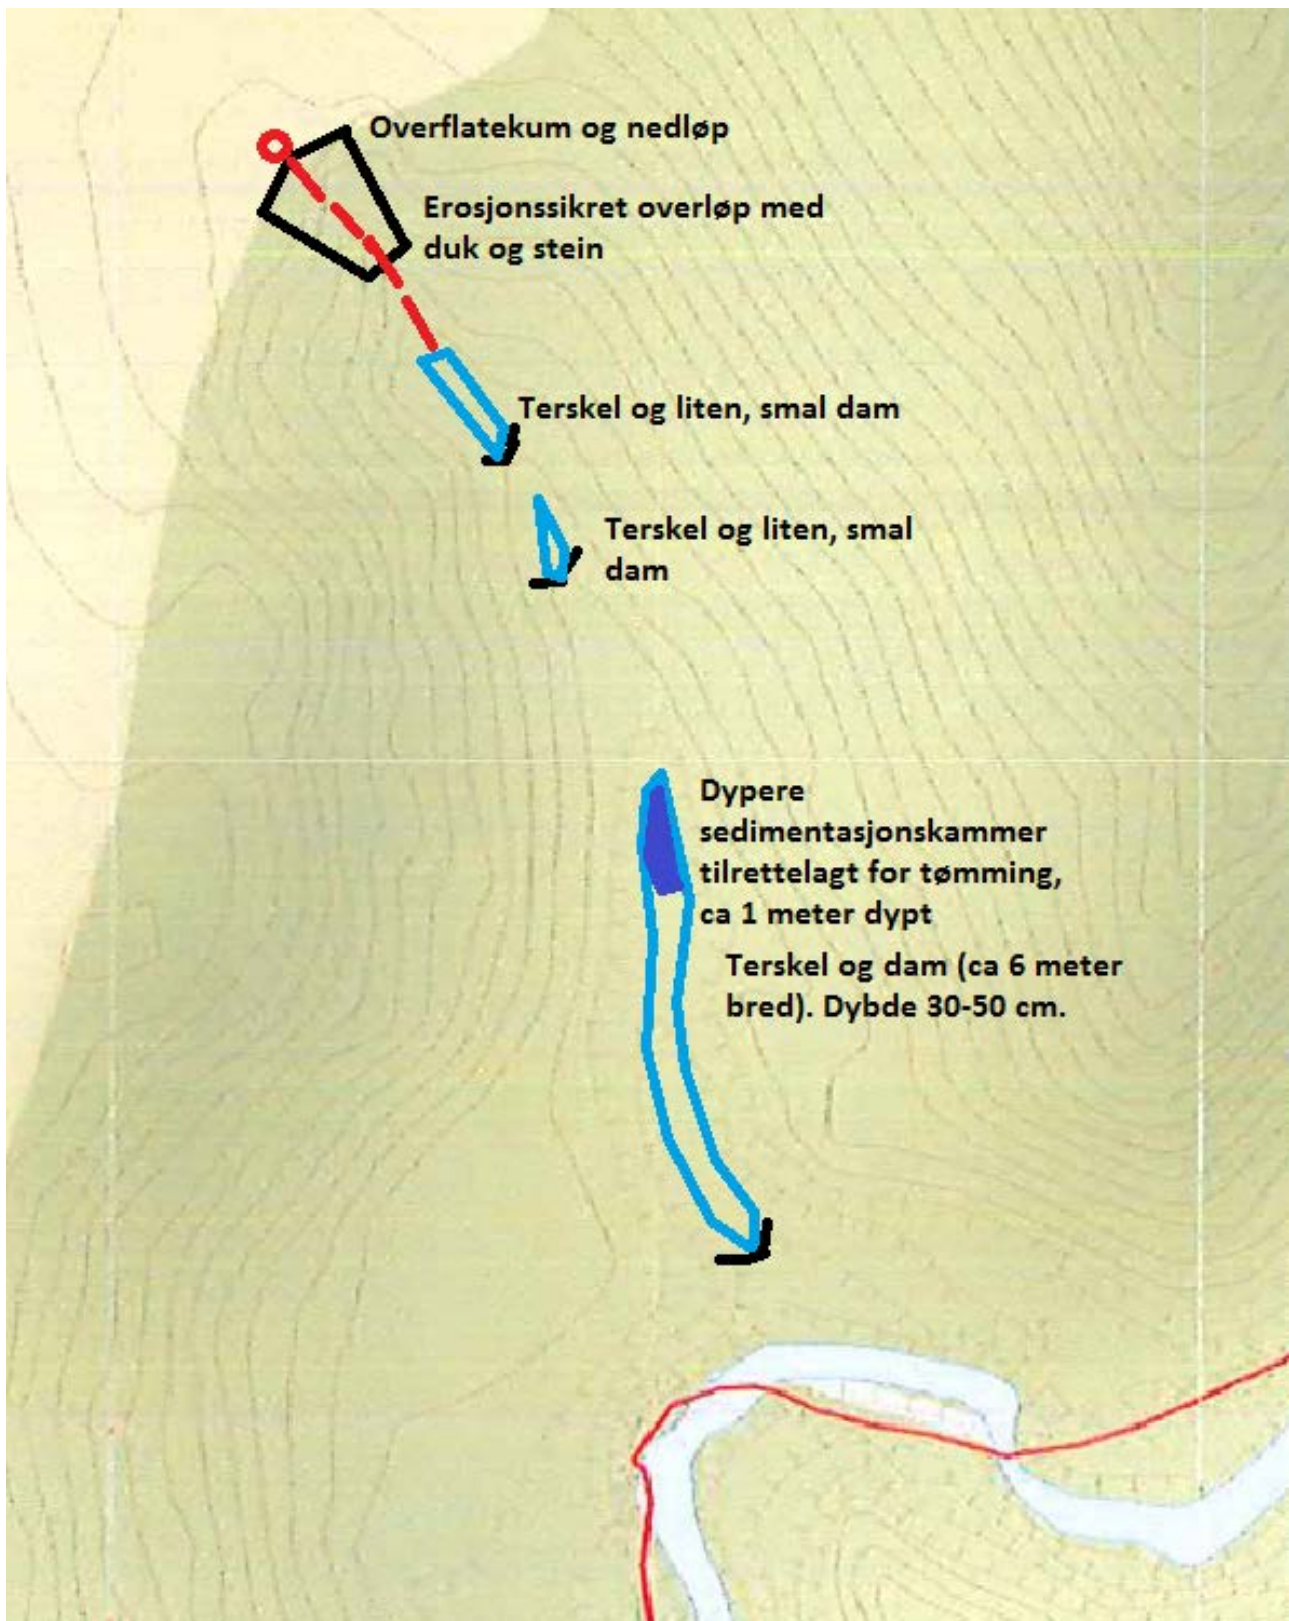 Overflatekum og nedløp
Erosjonssikret overløp med
duk og stein
Terskel og liten, smal dam
Terskel og liten, smal
dam
Dypere
sedimentasjonskammer
tilrettelagt for tømming,
ca 1 meter dypt
Terskel og dam (ca 6 meter
bred). Dybde 30-50 cm.